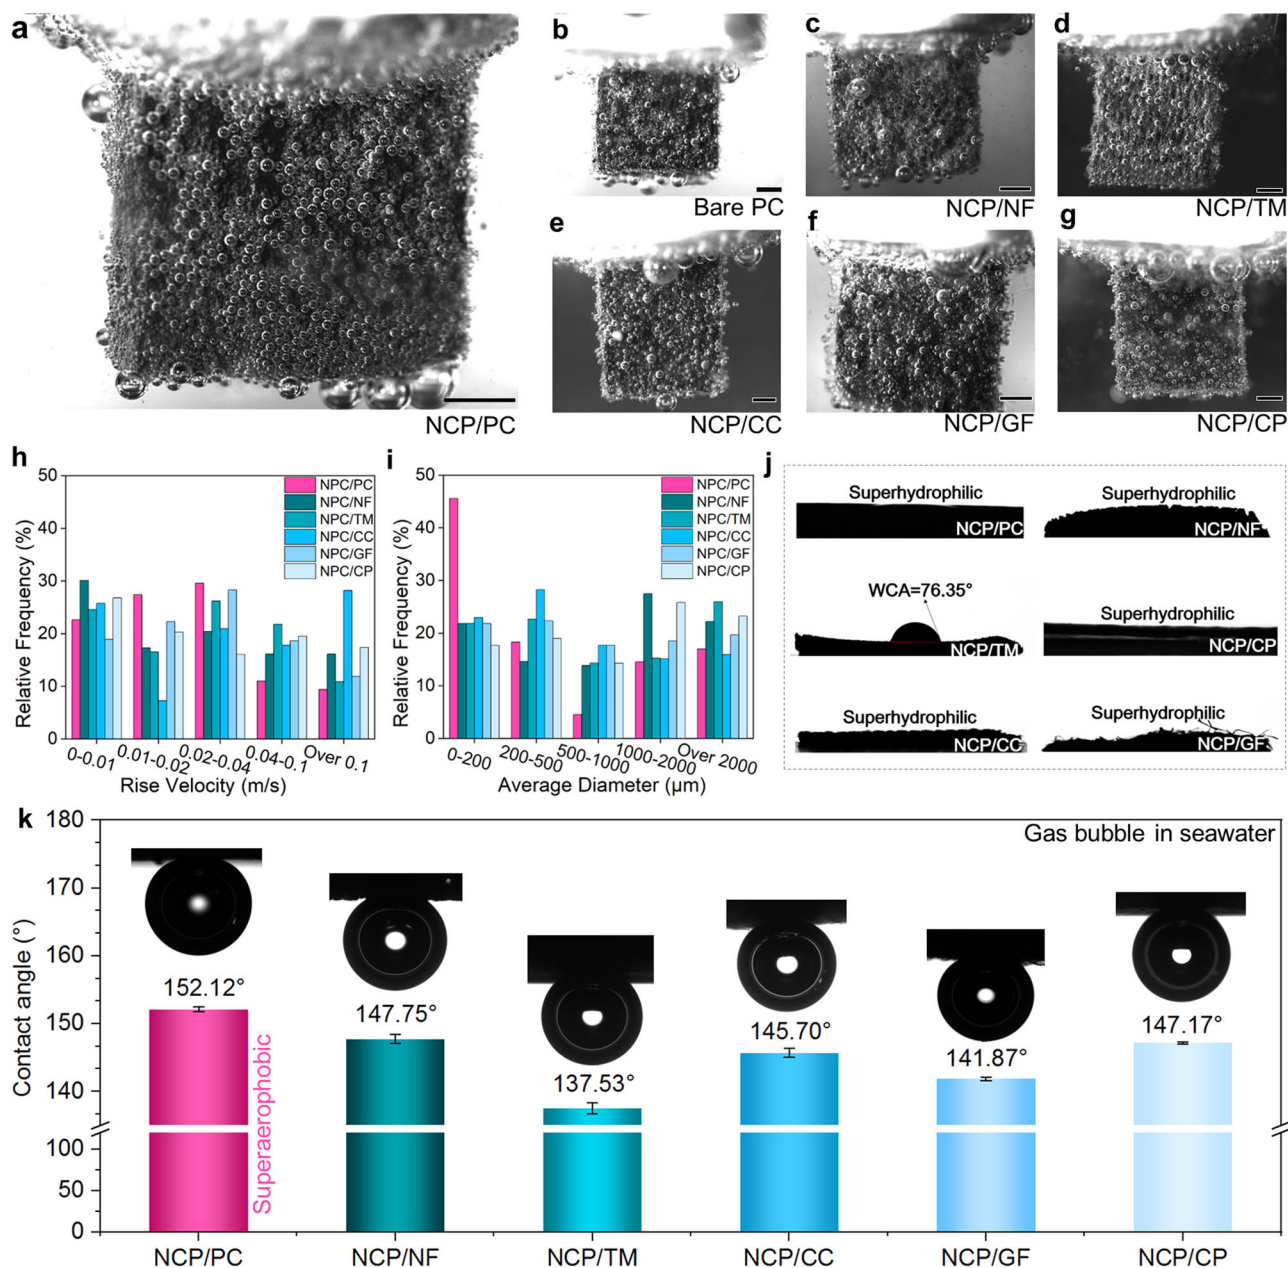 a
b
c
d
NCP/PC
Bare PC
NCP/NF
NCP/TM
e
f
g
NCP/CC
NCP/GF
NCP/CP
h
50
40
30
20
10
0
Relative Frequency (%)
NPC/PC
NPC/NF
NPC/TM
NPC/CC
NPC/GF
NPC/CP
0-0.01
0.01-0.02
0.02-0.04
0.04-0.1
Over 0.1
Rise Velocity (m/s)
i
50
40
30
20
10
0
Relative Frequency (%)
NPC/PC
NPC/NF
NPC/TM
NPC/CC
NPC/GF
NPC/CP
0-200
200-500
500-1000
1000-2000
Over 2000
Average Diameter (μm)
j
Superhydrophilic
NCP/PC
Superhydrophilic
NCP/NF
WCA=76.35°
NCP/TM
Superhydrophilic
NCP/CP
Superhydrophilic
NCP/CC
Superhydrophilic
NCP/GF
k
Gas bubble in seawater
180
170
160
150
140
100
50
0
Contact angle (°)
152.12°
147.75°
137.53°
145.70°
141.87°
147.17°
Superaerophobic
NCP/PC
NCP/NF
NCP/TM
NCP/CC
NCP/GF
NCP/CP